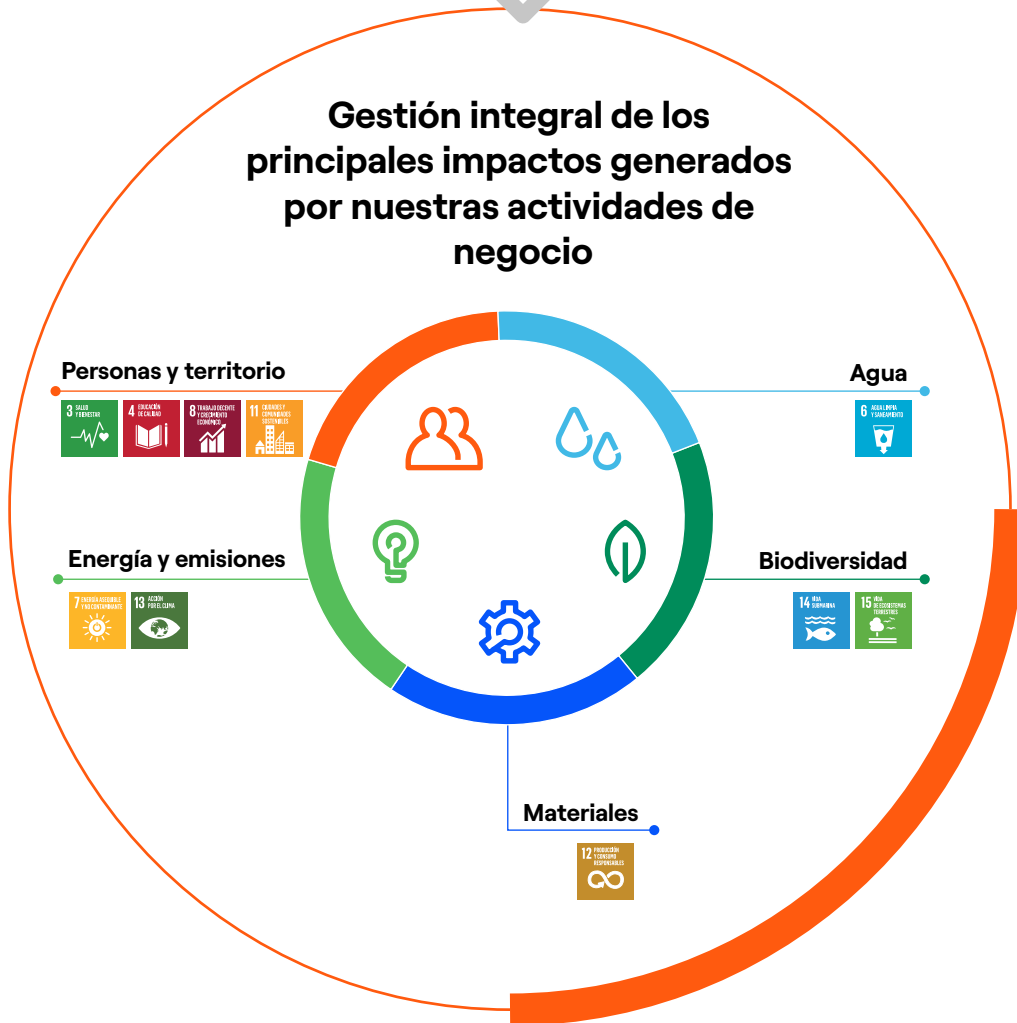 Gestión integral de los
principales impactos generados
por nuestras actividades de
negocio
Personas y territorio
3 SALUD
Y BIENESTAR
4 EDUCACIÓN
DE CALIDAD
8 TRABAJO DECENTE
Y CRECIMIENTO
ECONÓMICO
11 CIUDADES Y
COMUNIDADES
SOSTENIBLES
Agua
6 AGUA LIMPIA
Y SANEAMIENTO
Energía y emisiones
7 ENERGÍA ASEQUIBLE
Y NO CONTAMINANTE
13 ACCIÓN
POR EL CLIMA
Biodiversidad
14 VIDA
SUBMARINA
15 VIDA
DE ECOSISTEMAS
TERRESTRES
Materiales
12 PRODUCCIÓN
Y CONSUMO
RESPONSABLES